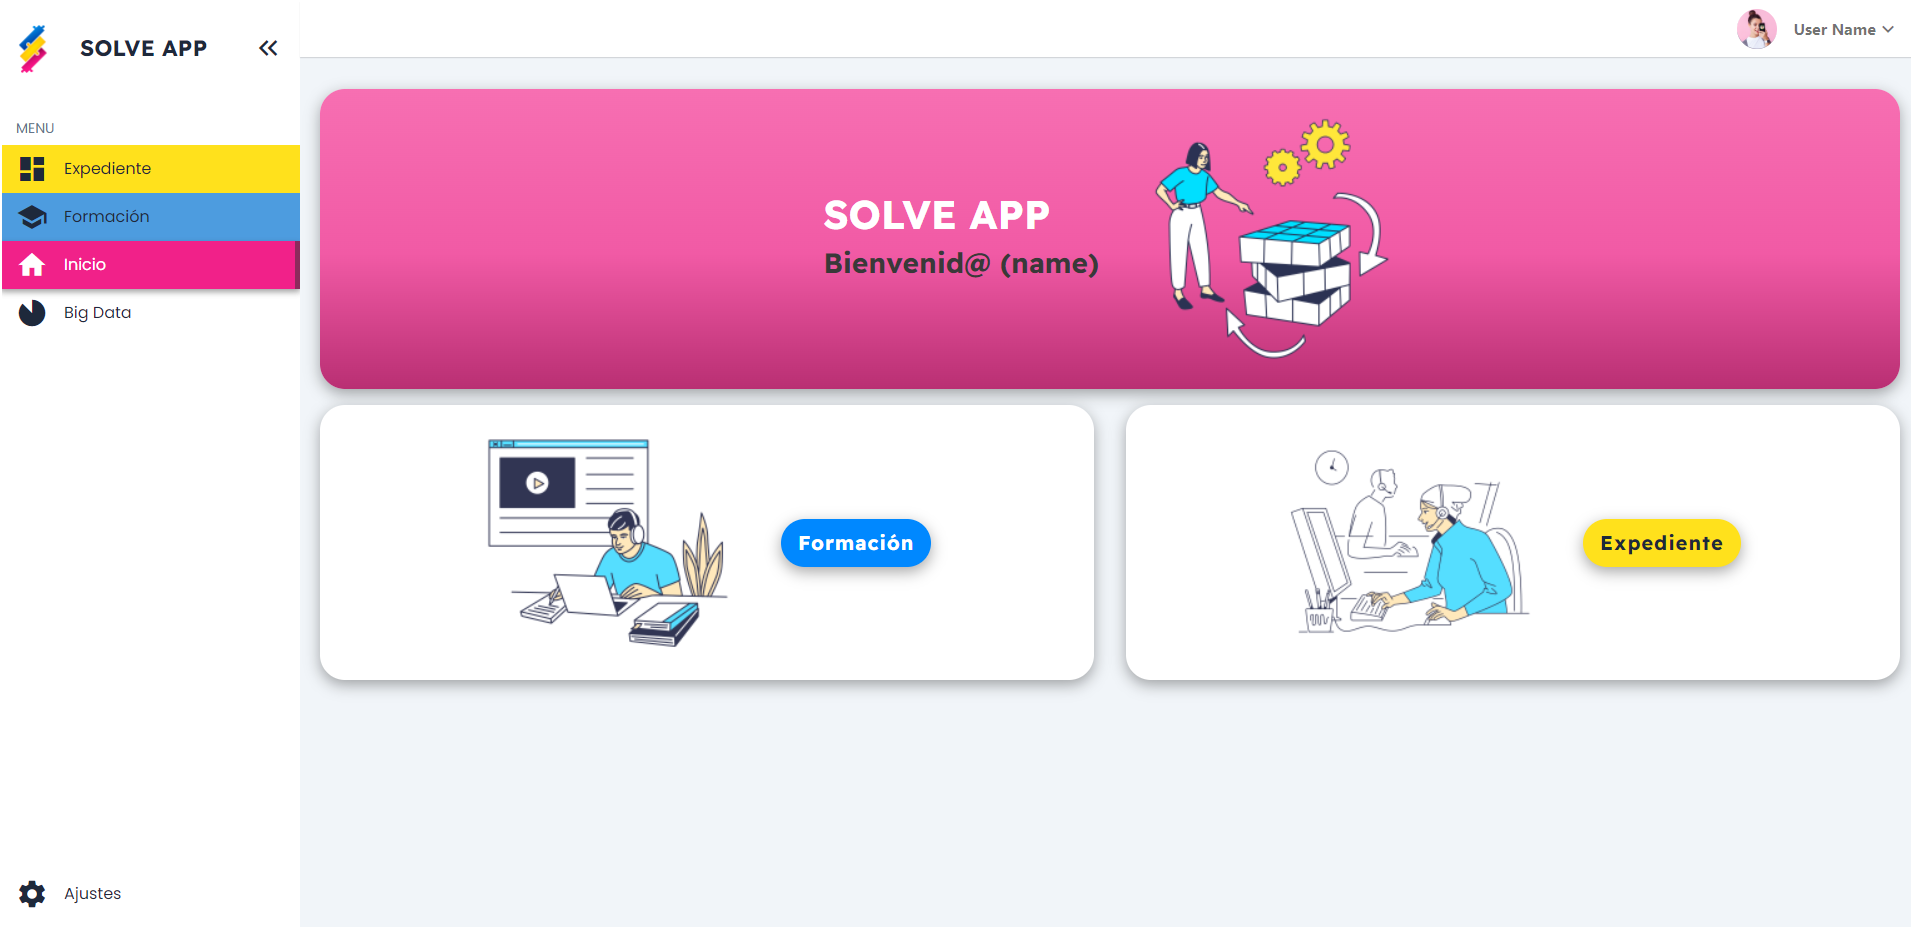 SOLVE APP
User Name
MENU
Expediente
Formación
Inicio
Big Data
Ajustes
SOLVE APP
Bienvenid@ (name)
Formación
Expediente